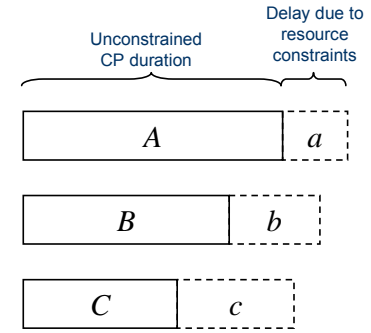 Unconstrained
CP duration
Delay due to
resource
constraints
A a
B b
C c